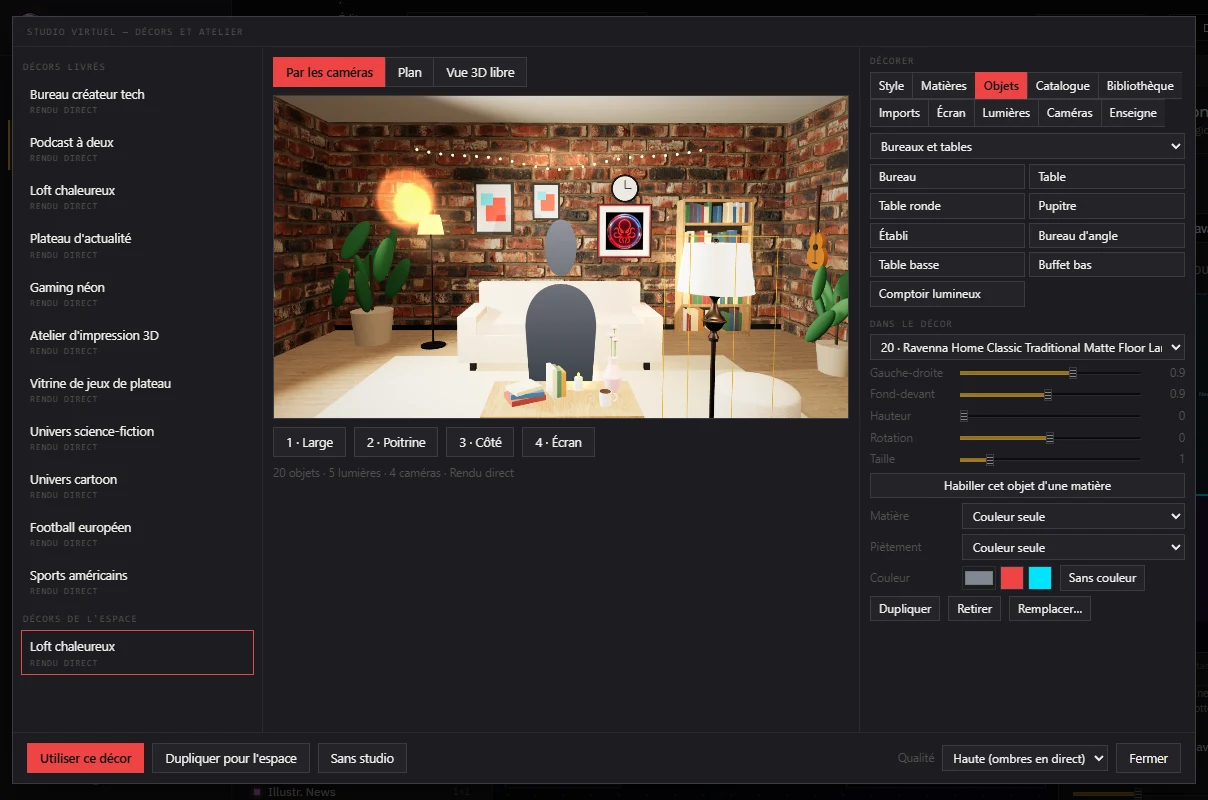 STUDIO VIRTUEL — DÉCORS ET ATELIER
DÉCORS LIVRÉS
Bureau créateur tech
RENDU DIRECT
Podcast à deux
RENDU DIRECT
Loft chaleureux
RENDU DIRECT
Plateau d'actualité
RENDU DIRECT
Gaming néon
RENDU DIRECT
Atelier d'impression 3D
RENDU DIRECT
Vitrine de jeux de plateau
RENDU DIRECT
Univers science-fiction
RENDU DIRECT
Univers cartoon
RENDU DIRECT
Football européen
RENDU DIRECT
Sports américains
RENDU DIRECT
DÉCORS DE L'ESPACE
Loft chaleureux
RENDU DIRECT
Par les caméras Plan Vue 3D libre
1 · Large 2 · Poitrine 3 · Côté 4 · Écran
20 objets · 5 lumières · 4 caméras · Rendu direct
DÉCORER
Style Matières Objets Catalogue Bibliothèque
Imports Écran Lumières Caméras Enseigne
Bureaux et tables
Bureau Table
Table ronde Pupitre
Établi Bureau d'angle
Table basse Buffet bas
Comptoir lumineux
DANS LE DÉCOR
20 · Ravenna Home Classic Traditional Matte Floor Lar
Gauche-droite 0.9
Fond-devant 0.9
Hauteur 0
Rotation 0
Taille 1
Habiller cet objet d'une matière
Matière Couleur seule
Piètement Couleur seule
Couleur Sans couleur
Dupliquer Retirer Remplacer...
Utiliser ce décor Dupliquer pour l'espace Sans studio
Qualité Haute (ombres en direct) Fermer
Illustr. News